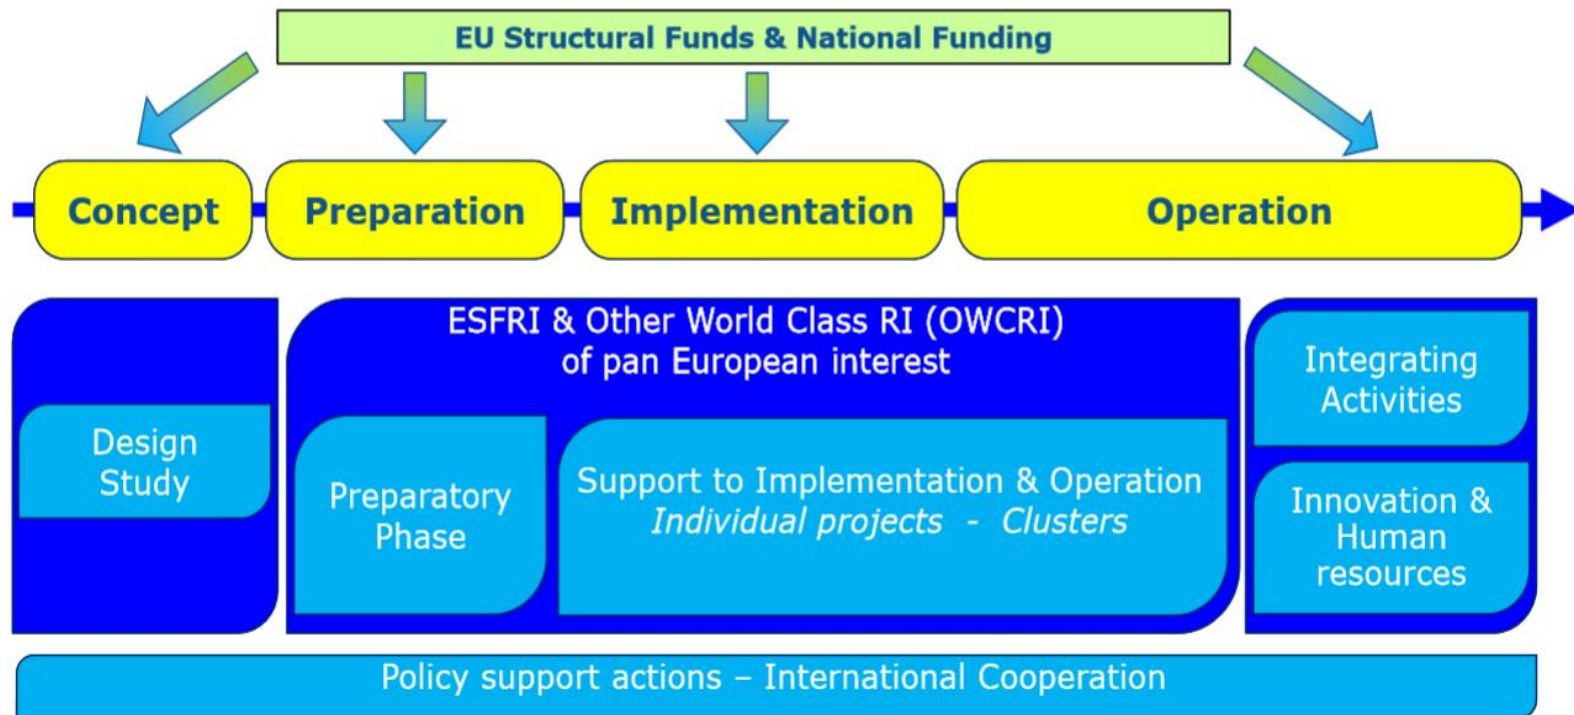 EU Structural Funds & National Funding
Concept
Preparation
Implementation
Operation
ESFRI & Other World Class RI (OWCRI)
of pan European interest
Design
Study
Preparatory
Phase
Support to Implementation & Operation
Individual projects - Clusters
Integrating
Activities
Innovation &
Human
resources
Policy support actions – International Cooperation